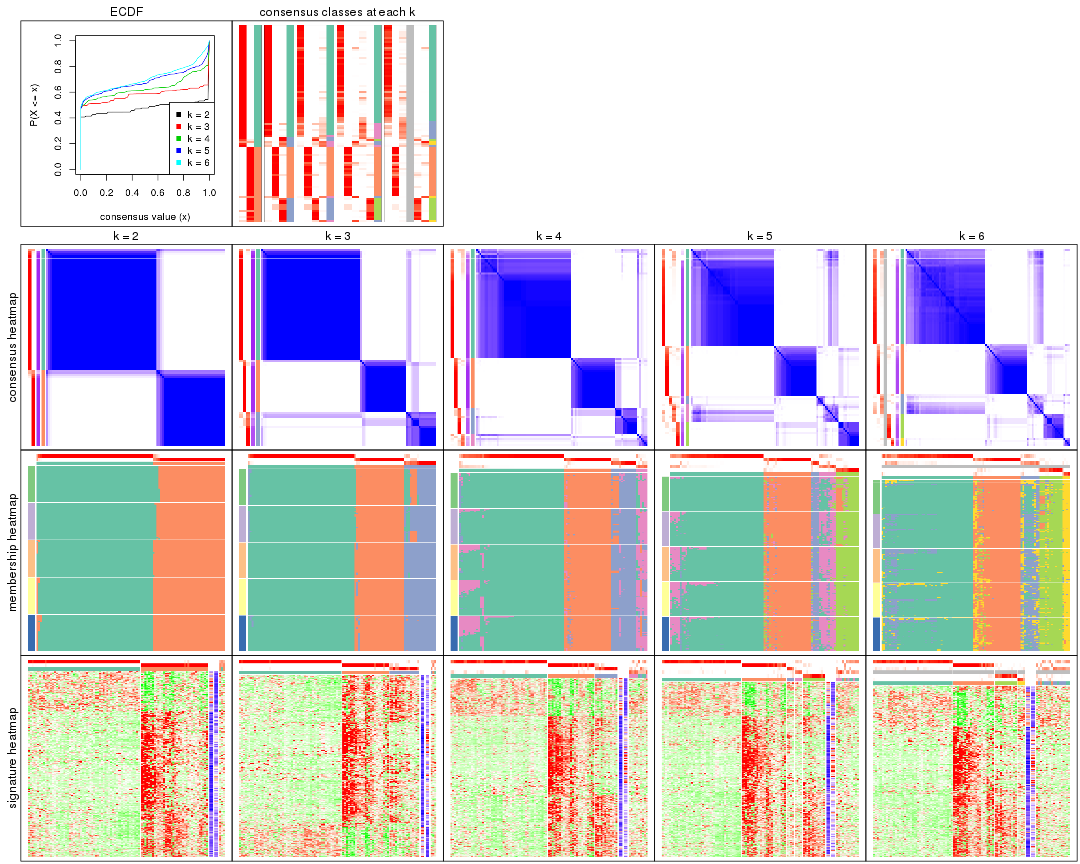 ECDF
consensus classes at each k
P(X <= x)
0.0 0.2 0.4 0.6 0.8 1.0
k = 2
k = 3
k = 4
k = 5
k = 6
0.0 0.2 0.4 0.6 0.8 1.0
consensus value (x)
k = 2
k = 3
k = 4
k = 5
k = 6
consensus heatmap
membership heatmap
signature heatmap